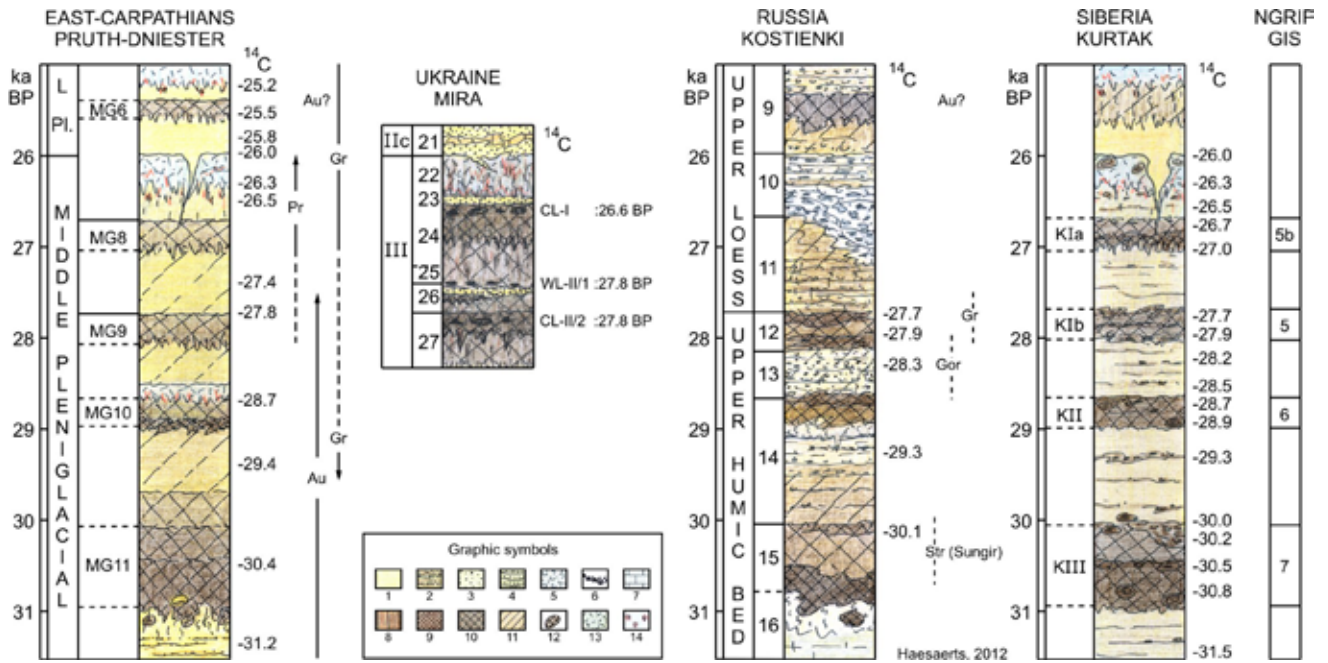 EAST-CARPATHIANS
PRUTH-DNIESTER
ka
BP
14C
L
Pl.
MIDDLE PLENIGLACIAL
MG6
MG8
MG9
MG10
MG11
26
27
28
29
30
31
-25.2
-25.5
-25.8
-26.0
-26.3
-26.5
-27.4
-27.8
-28.7
-29.4
-30.4
-31.2
Au?
Gr
Pr
Gr
Au
UKRAINE
MIRA
14C
IIc
III
21
22
23
24
25
26
27
CL-I :26.6 BP
WL-II/1 :27.8 BP
CL-II/2 :27.8 BP
Graphic symbols
1 2 3 4 5 6 7
8 9 10 11 12 13 14
RUSSIA
KOSTIENKI
ka
BP
14C
UPPER LOESS
UPPER HUMIC BED
26
27
28
29
30
31
9
10
11
12
13
14
15
16
-27.7
-27.9
-28.3
-29.3
-30.1
Au?
Gr
Gor
Str (Sungir)
Haesaerts, 2012
SIBERIA
KURTAK
ka
BP
14C
26
27
28
29
30
31
KIa
KIb
KII
KIII
-26.0
-26.3
-26.5
-26.7
-27.0
-27.7
-27.9
-28.2
-28.5
-28.7
-28.9
-29.3
-30.0
-30.2
-30.5
-30.8
-31.5
NGRIF
GIS
5b
5
6
7